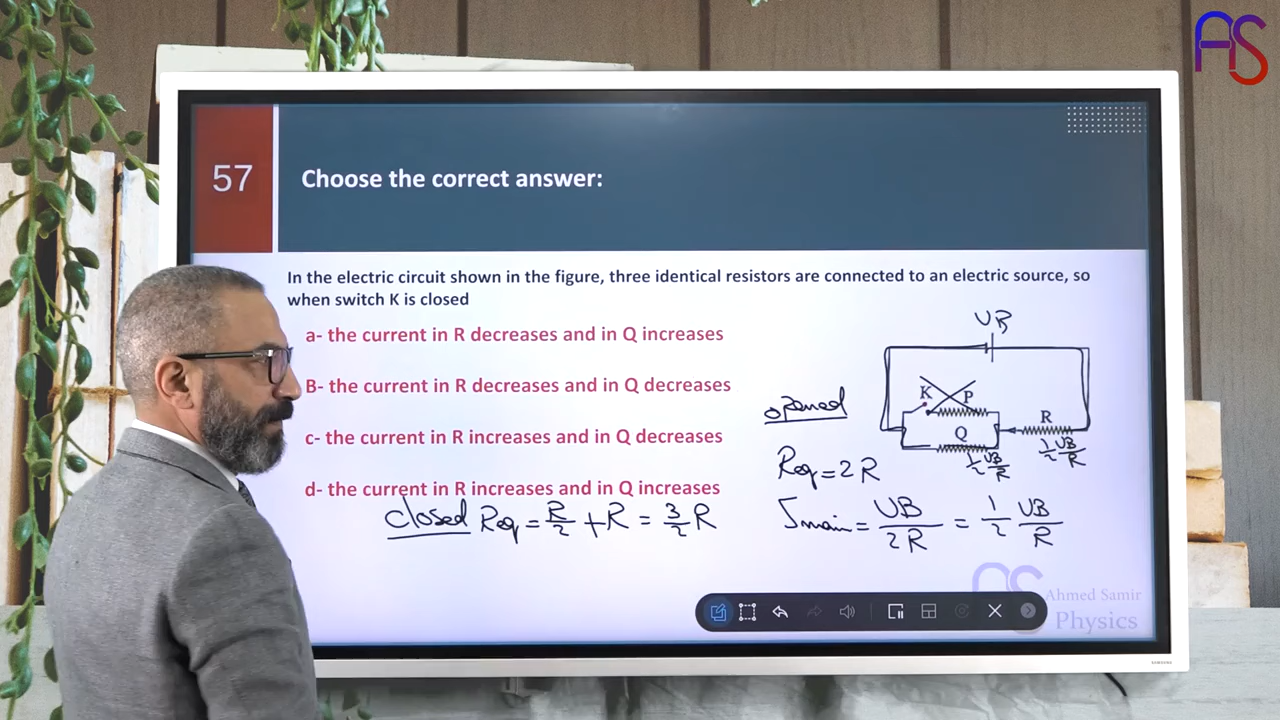 AS
57
Choose the correct answer:
In the electric circuit shown in the figure, three identical resistors are connected to an electric source, so
when switch K is closed
a- the current in R decreases and in Q increases
B- the current in R decreases and in Q decreases
c- the current in R increases and in Q decreases
d- the current in R increases and in Q increases
closed Req = R/2 + R = 3/2 R
VB
K P
Q
R
1/2 VB/R
1/2 VB/R
opened
Req = 2R
Imain = VB/2R = 1/2 VB/R
AS
Ahmed Samir
Physics
SAMSUNG